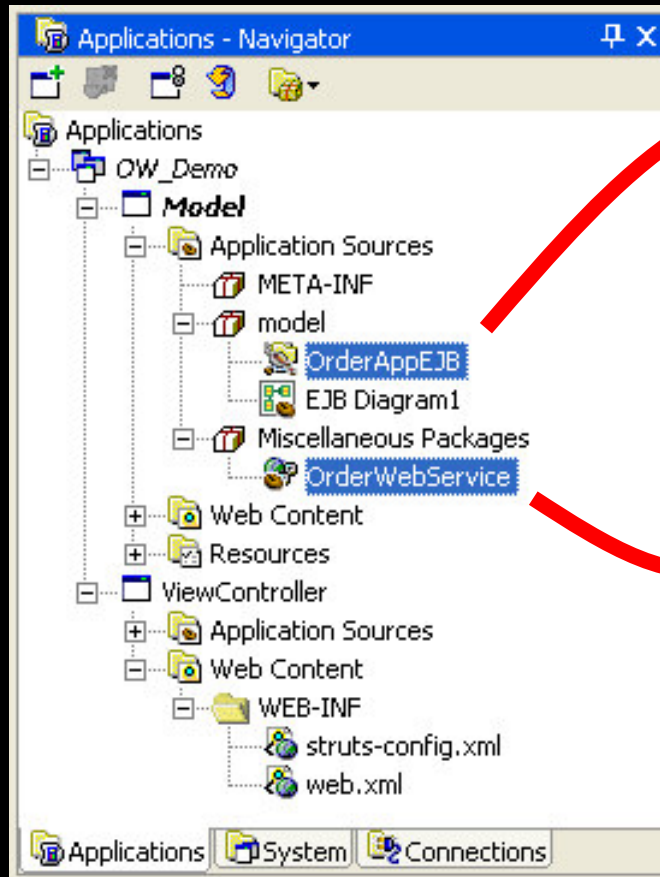 Applications - Navigator
Applications
OW_Demo
Model
Application Sources
META-INF
model
OrderAppEJB
EJB Diagram1
Miscellaneous Packages
OrderWebService
Web Content
Resources
ViewController
Application Sources
Web Content
WEB-INF
struts-config.xml
web.xml
Applications System Connections